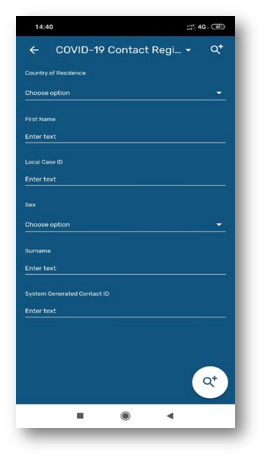 14:40
4G
COVID-19 Contact Regi...
Country of Residence
Choose option
First Name
Enter text
Local Case ID
Enter text
Sex
Choose option
Surname
Enter text
System Generated Contact ID
Enter text